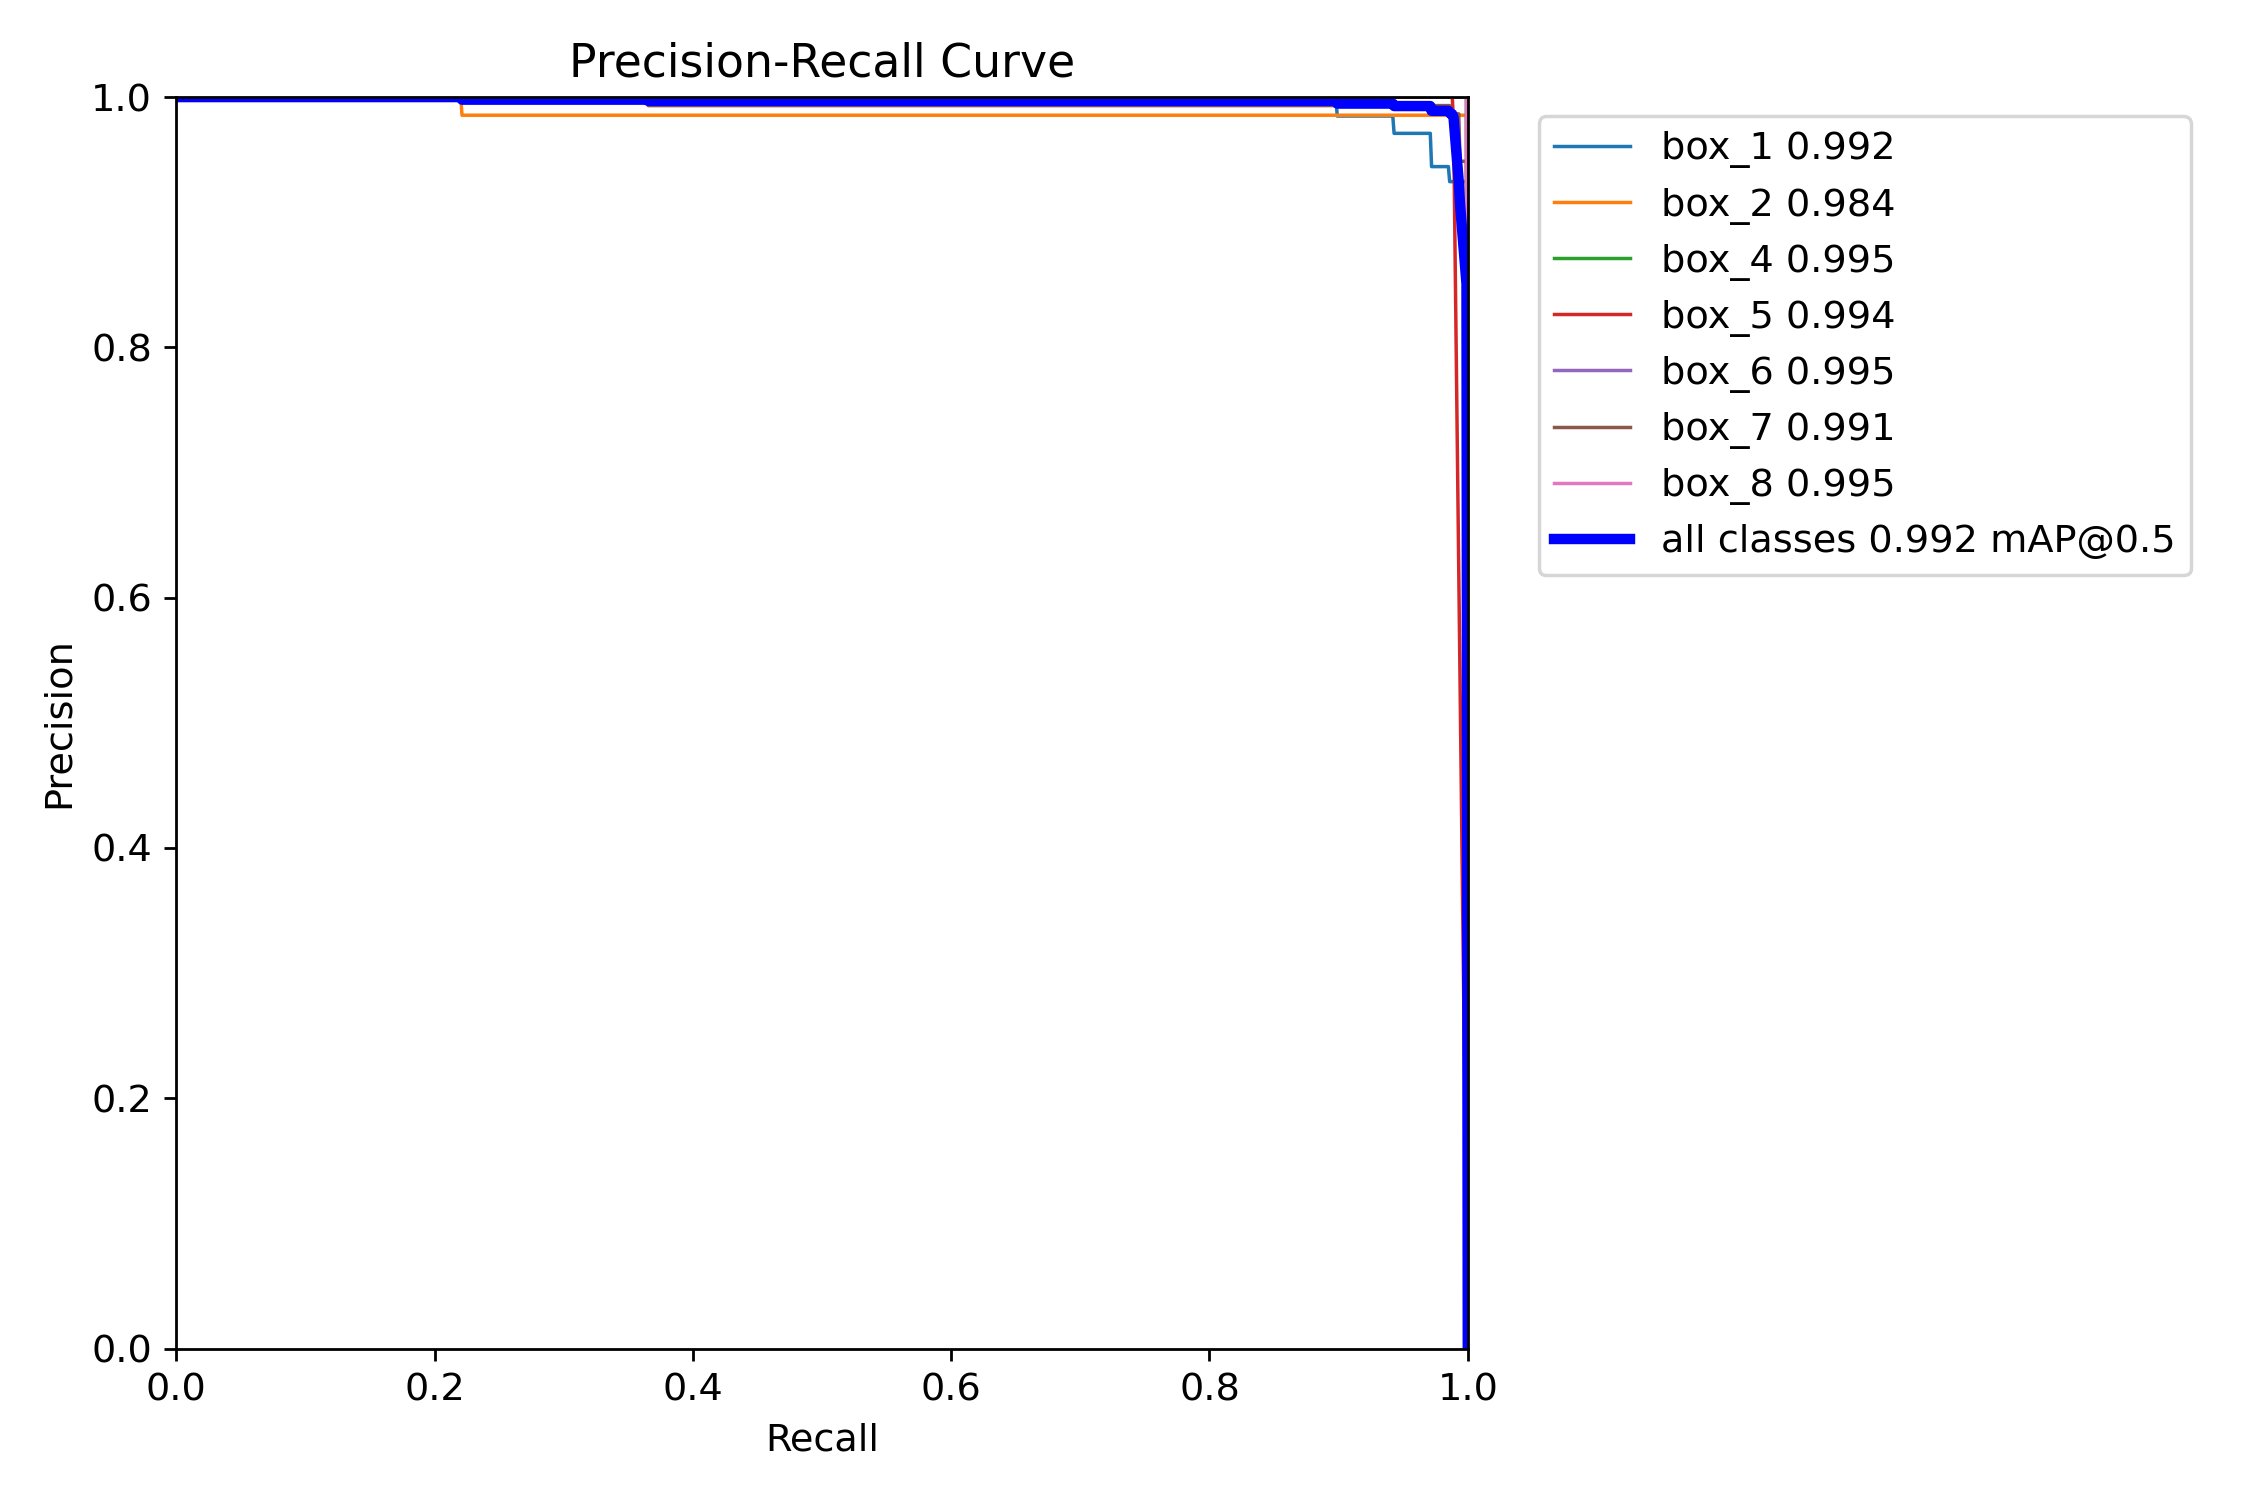 Precision-Recall Curve
1.0
0.8
0.6
0.4
0.2
0.0
Precision
0.0 0.2 0.4 0.6 0.8 1.0
Recall
box_1 0.992
box_2 0.984
box_4 0.995
box_5 0.994
box_6 0.995
box_7 0.991
box_8 0.995
all classes 0.992 mAP@0.5